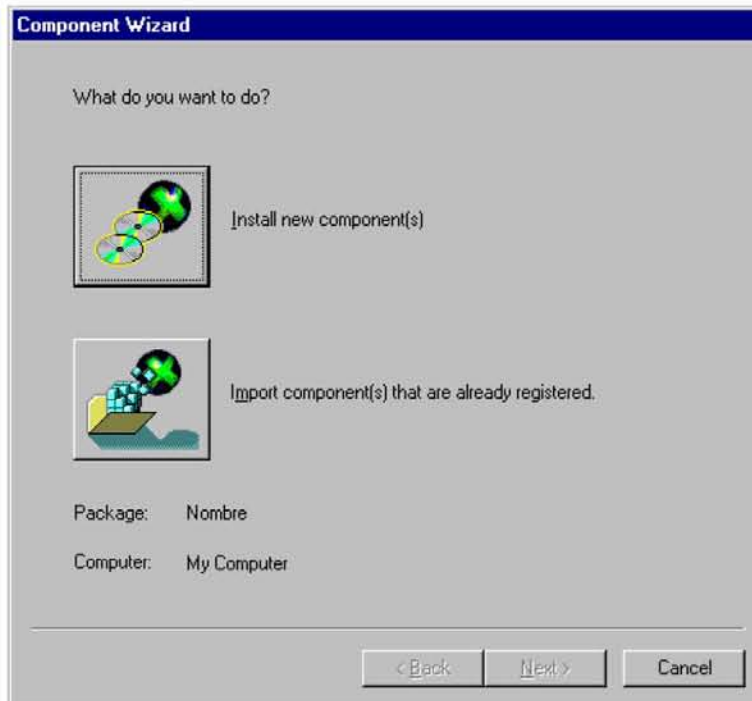 Component Wizard
What do you want to do?
Install new component(s)
Import component(s) that are already registered.
Package: Nombre
Computer: My Computer
< Back Next > Cancel